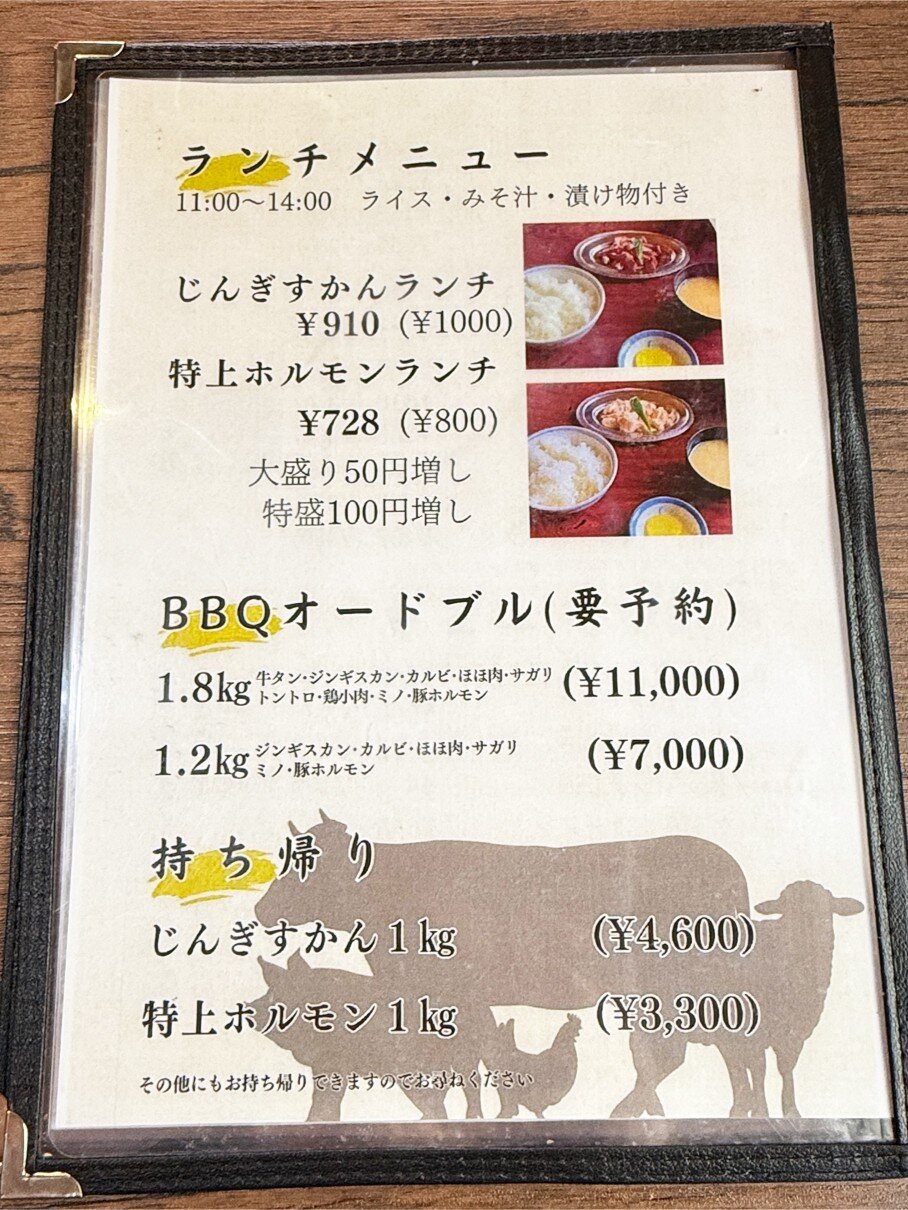 ランチメニュー
11:00〜14:00 ライス・みそ汁・漬け物付き
じんぎすかんランチ
¥910 (¥1000)
特上ホルモンランチ
¥728 (¥800)
大盛り50円増し
特盛100円増し
BBQオードブル(要予約)
1.8kg 牛タン・ジンギスカン・カルビ・ほほ肉・サガリ (¥11,000)
トントロ・鶏小肉・ミノ・豚ホルモン
1.2kg ジンギスカン・カルビ・ほほ肉・サガリ (¥7,000)
ミノ・豚ホルモン
持ち帰り
じんぎすかん1kg (¥4,600)
特上ホルモン1kg (¥3,300)
その他にもお持ち帰りできますのでお尋ねください